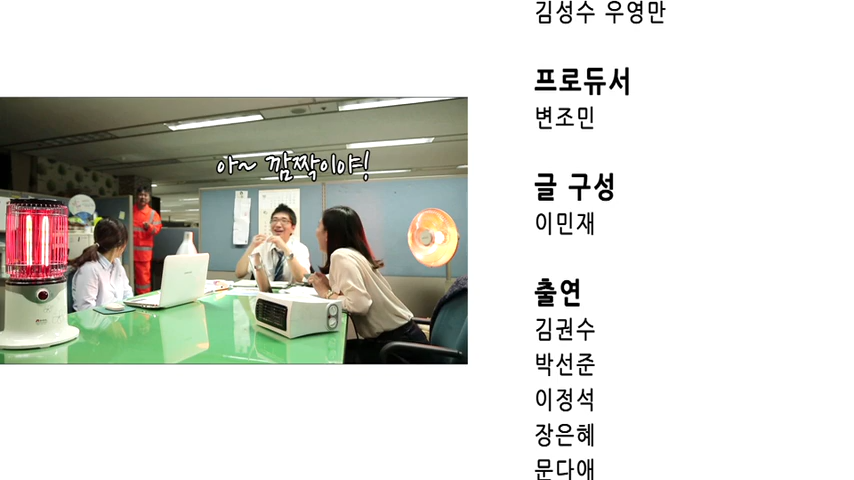 아~ 깜짝이야!
김성수 우영만
프로듀서
변조민
글 구성
이민재
출연
김권수
박선준
이정석
장은혜
문다애